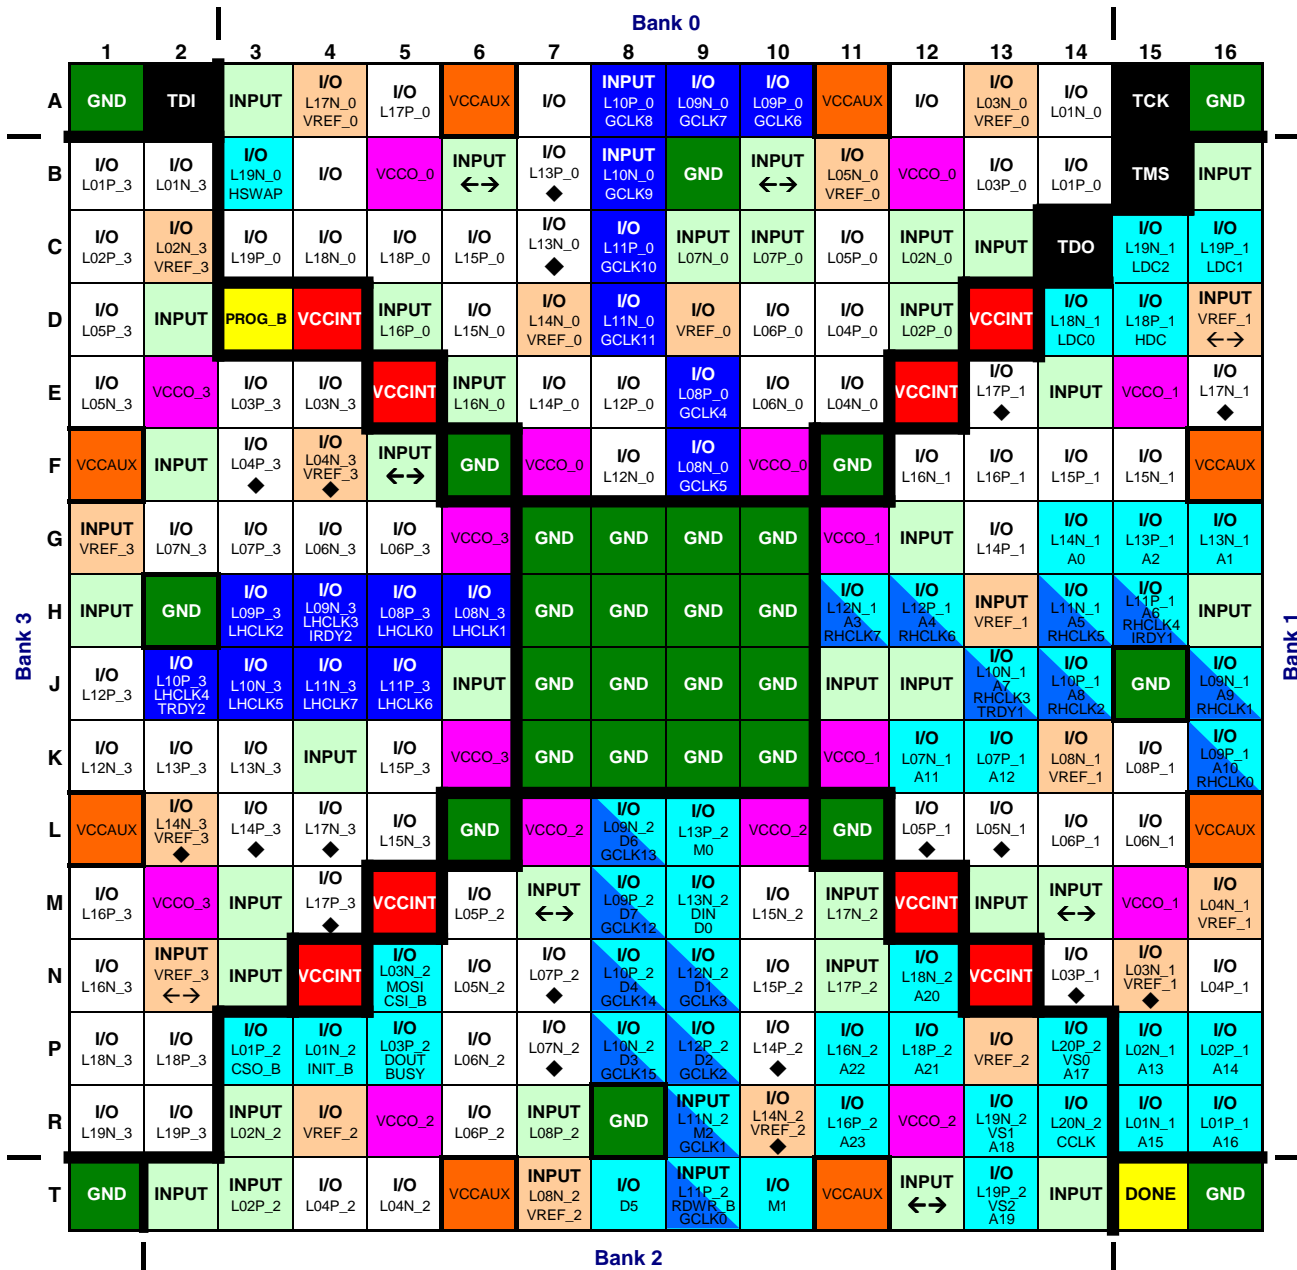 Bank 0
1 2 3 4 5 6 7 8 9 10 11 12 13 14 15 16
A GND TDI INPUT I/O L17N_0 VREF_0 I/O L17P_0 VCCAUX I/O INPUT L10P_0 GCLK8 I/O L09N_0 GCLK7 I/O L09P_0 GCLK6 VCCAUX I/O I/O L03N_0 VREF_0 I/O L01N_0 TCK GND
B I/O L01P_3 I/O L01N_3 I/O L19N_0 HSWAP I/O VCCO_0 INPUT ←→ I/O L13P_0 ◆ INPUT L10N_0 GCLK9 GND INPUT ←→ I/O L05N_0 VREF_0 VCCO_0 I/O L03P_0 I/O L01P_0 TMS INPUT
C I/O L02P_3 I/O L02N_3 VREF_3 I/O L19P_0 I/O L18N_0 I/O L18P_0 I/O L15P_0 I/O L13N_0 ◆ I/O L11P_0 GCLK10 INPUT L07N_0 INPUT L07P_0 I/O L05P_0 INPUT L02N_0 INPUT TDO I/O L19N_1 LDC2 I/O L19P_1 LDC1
D I/O L05P_3 INPUT PROG_B VCCINT INPUT L16P_0 I/O L15N_0 I/O L14N_0 VREF_0 I/O L11N_0 GCLK11 I/O VREF_0 I/O L06P_0 I/O L04P_0 INPUT L02P_0 VCCINT I/O L18N_1 LDC0 I/O L18P_1 HDC INPUT VREF_1 ←→
E I/O L05N_3 VCCO_3 I/O L03P_3 I/O L03N_3 VCCINT INPUT L16N_0 I/O L14P_0 I/O L12P_0 I/O L08P_0 GCLK4 I/O L06N_0 I/O L04N_0 VCCINT I/O L17P_1 ◆ INPUT VCCO_1 I/O L17N_1 ◆
F VCCAUX INPUT I/O L04P_3 ◆ I/O L04N_3 VREF_3 ◆ INPUT ←→ GND VCCO_0 I/O L12N_0 I/O L08N_0 GCLK5 VCCO_0 GND I/O L16N_1 I/O L16P_1 I/O L15P_1 I/O L15N_1 VCCAUX
G INPUT VREF_3 I/O L07N_3 I/O L07P_3 I/O L06N_3 I/O L06P_3 VCCO_3 GND GND GND GND VCCO_1 INPUT I/O L14P_1 I/O L14N_1 A0 I/O L13P_1 A2 I/O L13N_1 A1
H INPUT GND I/O L09P_3 LHCLK2 I/O L09N_3 LHCLK3 IRDY2 I/O L08P_3 LHCLK0 I/O L08N_3 LHCLK1 GND GND GND GND I/O L12N_1 A3 RHCLK7 I/O L12P_1 A4 RHCLK6 INPUT VREF_1 I/O L11N_1 A5 RHCLK5 I/O L11P_1 A6 RHCLK4 IRDY1 INPUT
Bank 3
Bank 1
J I/O L12P_3 I/O L10P_3 LHCLK4 TRDY2 I/O L10N_3 LHCLK5 I/O L11N_3 LHCLK7 I/O L11P_3 LHCLK6 INPUT GND GND GND GND INPUT INPUT I/O L10N_1 A7 RHCLK3 TRDY1 I/O L10P_1 A8 RHCLK2 GND I/O L09N_1 A9 RHCLK1
K I/O L12N_3 I/O L13P_3 I/O L13N_3 INPUT I/O L15P_3 VCCO_3 GND GND GND GND VCCO_1 I/O L07N_1 A11 I/O L07P_1 A12 I/O L08N_1 VREF_1 I/O L08P_1 I/O L09P_1 A10 RHCLK0
L VCCAUX I/O L14N_3 VREF_3 ◆ I/O L14P_3 ◆ I/O L17N_3 ◆ I/O L15N_3 GND VCCO_2 I/O L09N_2 D6 GCLK13 I/O L13P_2 M0 VCCO_2 GND I/O L05P_1 ◆ I/O L05N_1 ◆ I/O L06P_1 I/O L06N_1 VCCAUX
M I/O L16P_3 VCCO_3 INPUT I/O L17P_3 ◆ VCCINT I/O L05P_2 INPUT ←→ I/O L09P_2 D7 GCLK12 I/O L13N_2 DIN D0 I/O L15N_2 INPUT L17N_2 VCCINT INPUT INPUT ←→ VCCO_1 I/O L04N_1 VREF_1
N I/O L16N_3 INPUT VREF_3 ←→ INPUT VCCINT I/O L03N_2 MOSI CSI_B I/O L05N_2 I/O L07P_2 ◆ I/O L10P_2 D4 GCLK14 I/O L12N_2 D1 GCLK3 I/O L15P_2 INPUT L17P_2 I/O L18N_2 A20 VCCINT I/O L03P_1 ◆ I/O L03N_1 VREF_1 ◆ I/O L04P_1
P I/O L18N_3 I/O L18P_3 I/O L01P_2 CSO_B I/O L01N_2 INIT_B I/O L03P_2 DOUT BUSY I/O L06N_2 I/O L07N_2 ◆ I/O L10N_2 D3 GCLK15 I/O L12P_2 D2 GCLK2 I/O L14P_2 ◆ I/O L16N_2 A22 I/O L18P_2 A21 I/O VREF_2 I/O L20P_2 VS0 A17 I/O L02N_1 A13 I/O L02P_1 A14
R I/O L19N_3 I/O L19P_3 INPUT L02N_2 I/O VREF_2 VCCO_2 I/O L06P_2 INPUT L08P_2 GND INPUT L11N_2 M2 GCLK1 I/O L14N_2 VREF_2 ◆ I/O L16P_2 A23 VCCO_2 I/O L19N_2 VS1 A18 I/O L20N_2 CCLK I/O L01N_1 A15 I/O L01P_1 A16
T GND INPUT INPUT L02P_2 I/O L04P_2 I/O L04N_2 VCCAUX INPUT L08N_2 VREF_2 I/O D5 INPUT L11P_2 RDWR_B GCLK0 I/O M1 VCCAUX INPUT ←→ I/O L19P_2 VS2 A19 INPUT DONE GND
Bank 2